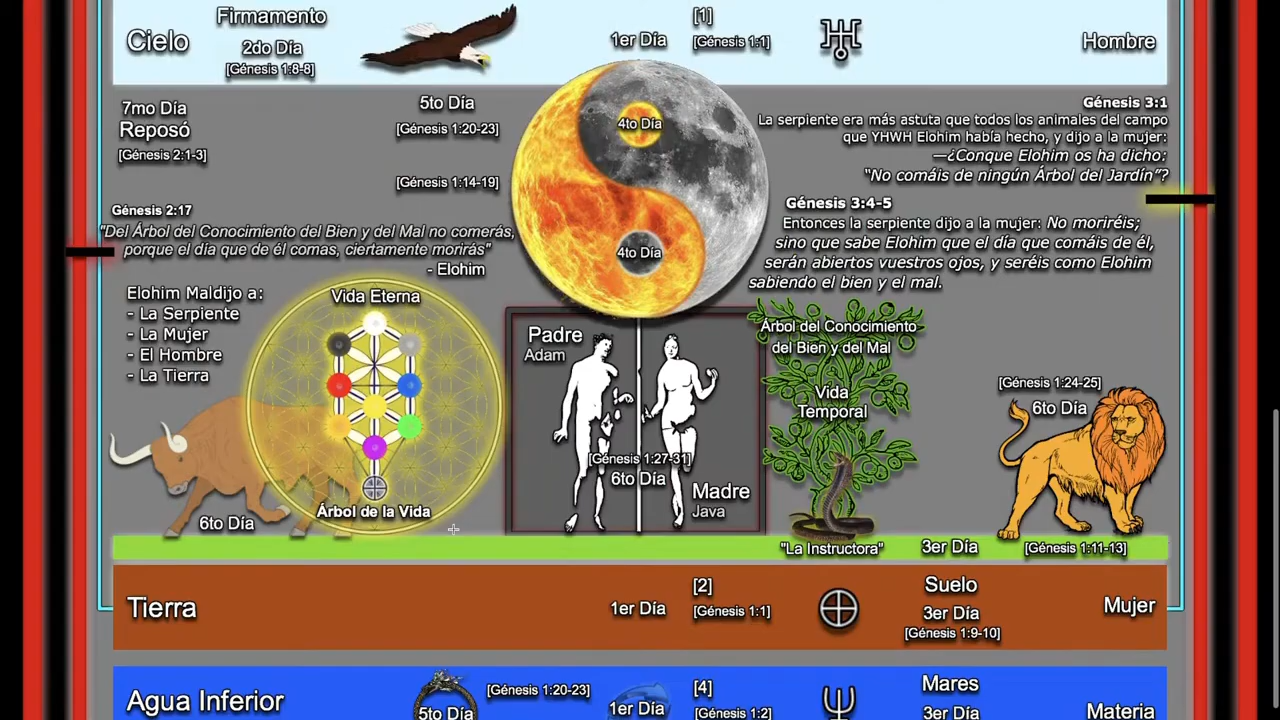 Firmamento
Cielo
2do Día
[Génesis 1:8-8]
1er Día
[1]
[Génesis 1:1]
Hombre
7mo Día
Reposó
[Génesis 2:1-3]
5to Día
[Génesis 1:20-23]
[Génesis 1:14-19]
4to Día
4to Día
Génesis 3:1
La serpiente era más astuta que todos los animales del campo
que YHWH Elohim había hecho, y dijo a la mujer:
—¿Conque Elohim os ha dicho:
"No comáis de ningún Árbol del Jardín"?
Génesis 3:4-5
Entonces la serpiente dijo a la mujer: No moriréis;
sino que sabe Elohim que el día que comáis de él,
serán abiertos vuestros ojos, y seréis como Elohim
sabiendo el bien y el mal.
Génesis 2:17
"Del Árbol del Conocimiento del Bien y del Mal no comerás,
porque el día que de él comas, ciertamente morirás"
- Elohim
Elohim Maldijo a:
- La Serpiente
- La Mujer
- El Hombre
- La Tierra
Vida Eterna
Árbol de la Vida
6to Día
Padre
Adam
[Génesis 1:27-31]
6to Día
Madre
Java
Árbol del Conocimiento
del Bien y del Mal
Vida
Temporal
"La Instructora"
[Génesis 1:24-25]
6to Día
3er Día
[Génesis 1:11-13]
Tierra
1er Día
[2]
[Génesis 1:1]
Suelo
3er Día
[Génesis 1:9-10]
Mujer
Agua Inferior
5to Día
[Génesis 1:20-23]
1er Día
[4]
[Génesis 1:2]
Mares
3er Día
Materia